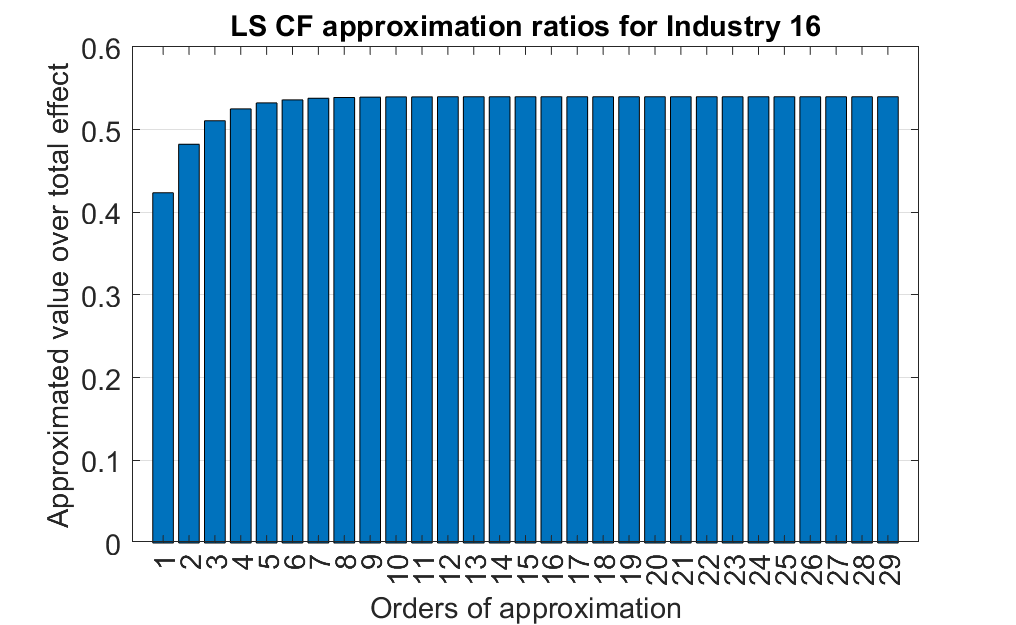 LS CF approximation ratios for Industry 16
Approximated value over total effect
0.6
0.5
0.4
0.3
0.2
0.1
0
1 2 3 4 5 6 7 8 9 10 11 12 13 14 15 16 17 18 19 20 21 22 23 24 25 26 27 28 29
Orders of approximation